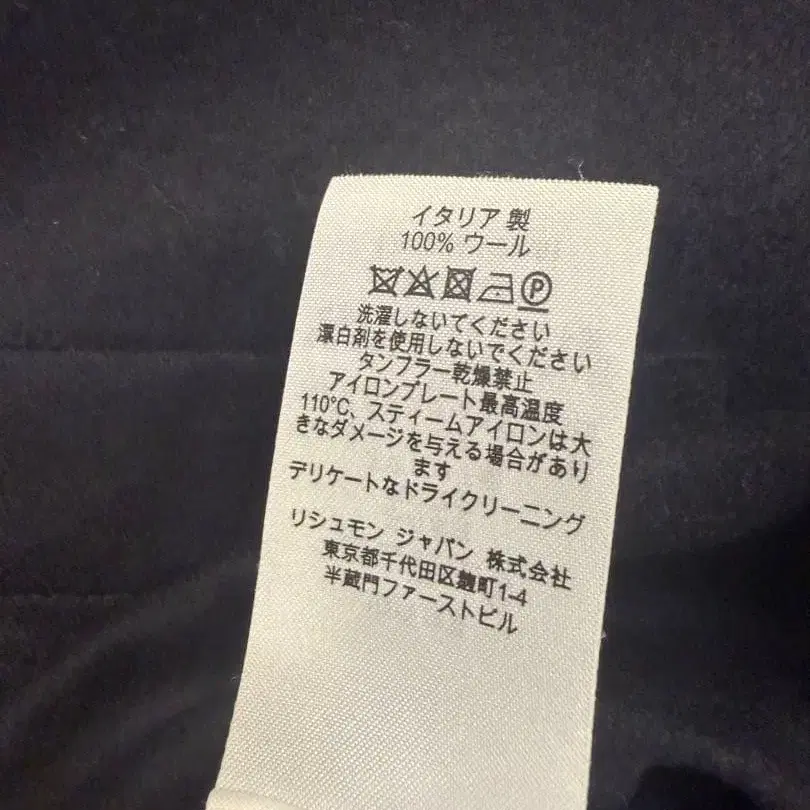 イタリア 製
100% ウール
P
洗濯しないてください
漂白剤を使用しないでください
タンフラー乾燥禁止
アイロンプレート最高温度
110°C、スティームアイロンは大
きなダメージを与える場合があり
ます
デリケートなドライクリーニング
リシュモン ジャパン 株式会社
東京都千代田区麹町1-4
半蔵門ファーストビル